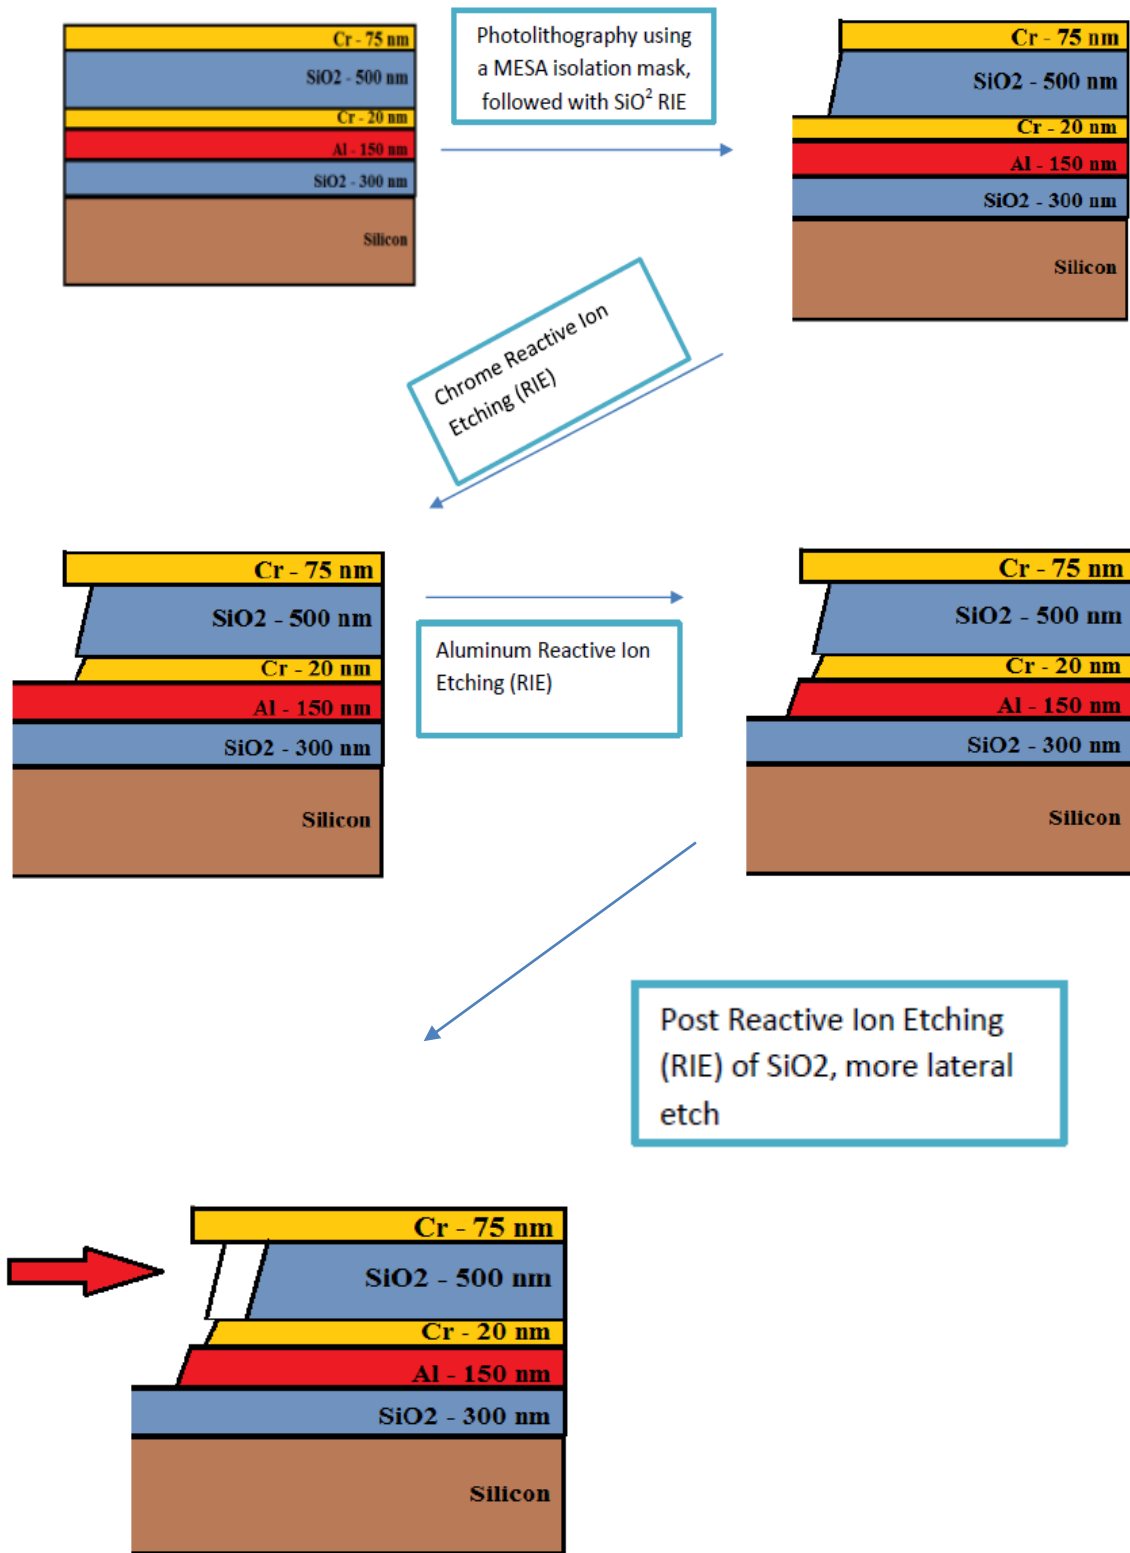 Cr - 75 nm
SiO2 - 500 nm
Cr - 20 nm
Al - 150 nm
SiO2 - 300 nm
Silicon
Photolithography using
a MESA isolation mask,
followed with SiO² RIE
Cr - 75 nm
SiO2 - 500 nm
Cr - 20 nm
Al - 150 nm
SiO2 - 300 nm
Silicon
Chrome Reactive Ion
Etching (RIE)
Cr - 75 nm
SiO2 - 500 nm
Cr - 20 nm
Al - 150 nm
SiO2 - 300 nm
Silicon
Aluminum Reactive Ion
Etching (RIE)
Cr - 75 nm
SiO2 - 500 nm
Cr - 20 nm
Al - 150 nm
SiO2 - 300 nm
Silicon
Post Reactive Ion Etching
(RIE) of SiO2, more lateral
etch
Cr - 75 nm
SiO2 - 500 nm
Cr - 20 nm
Al - 150 nm
SiO2 - 300 nm
Silicon